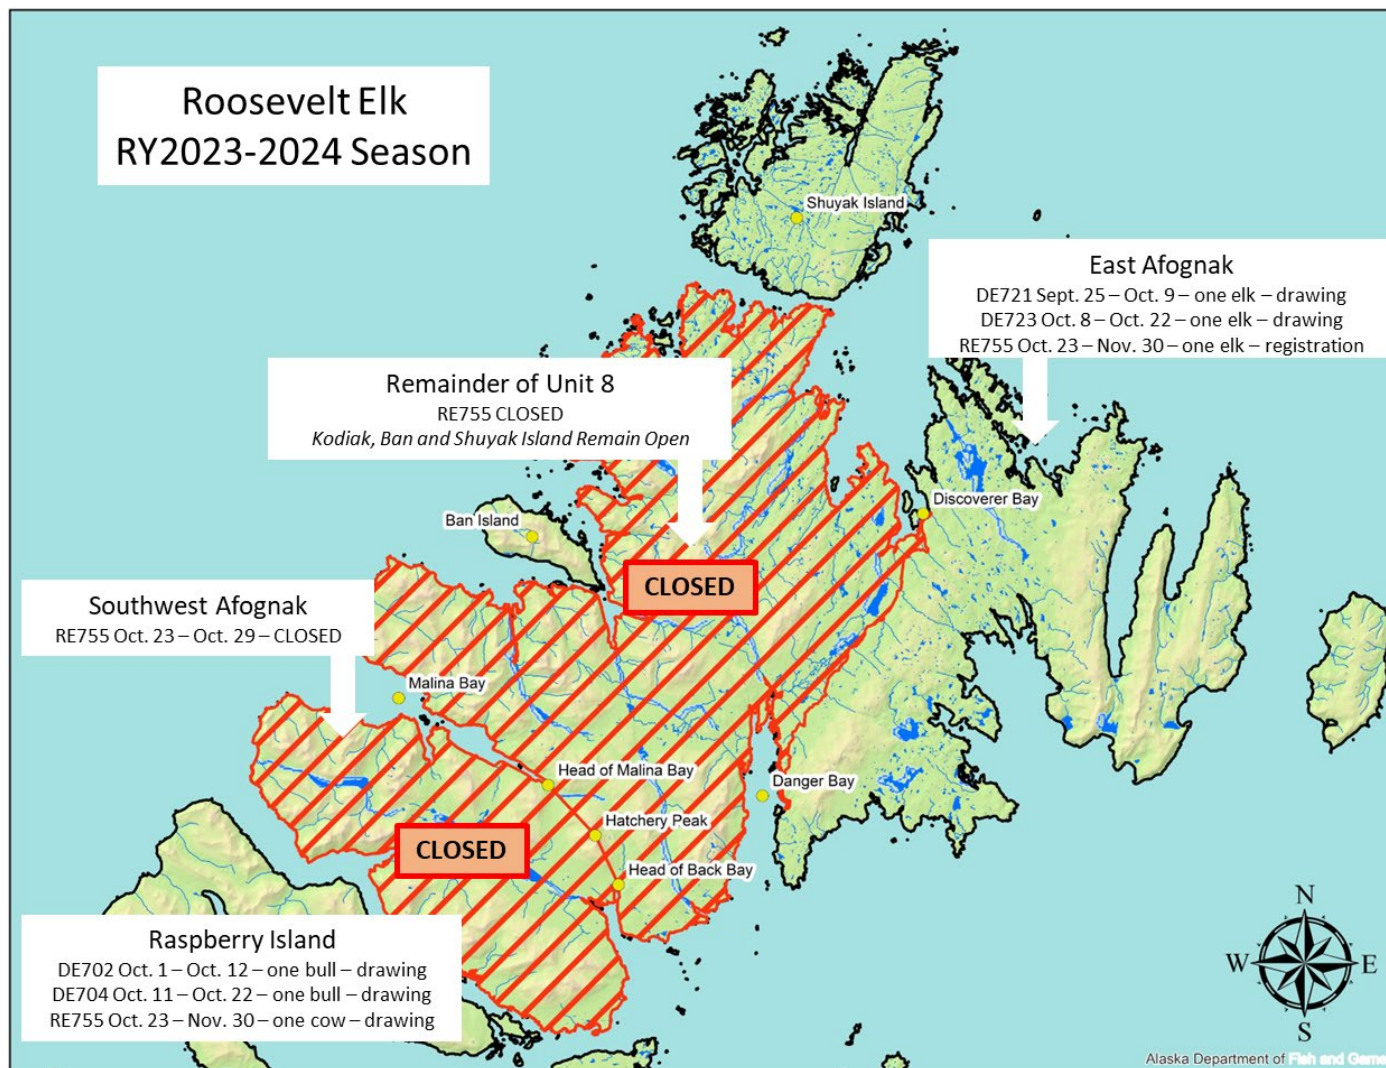 Roosevelt Elk
RY2023-2024 Season
Shuyak Island
East Afognak
DE721 Sept. 25 – Oct. 9 – one elk – drawing
DE723 Oct. 8 – Oct. 22 – one elk – drawing
RE755 Oct. 23 – Nov. 30 – one elk – registration
Remainder of Unit 8
RE755 CLOSED
Kodiak, Ban and Shuyak Island Remain Open
Discoverer Bay
Ban Island
CLOSED
Southwest Afognak
RE755 Oct. 23 – Oct. 29 – CLOSED
Malina Bay
Head of Malina Bay
Danger Bay
Hatchery Peak
CLOSED
Head of Back Bay
Raspberry Island
DE702 Oct. 1 – Oct. 12 – one bull – drawing
DE704 Oct. 11 – Oct. 22 – one bull – drawing
RE755 Oct. 23 – Nov. 30 – one cow – drawing
N
W
E
S
Alaska Department of Fish and Game